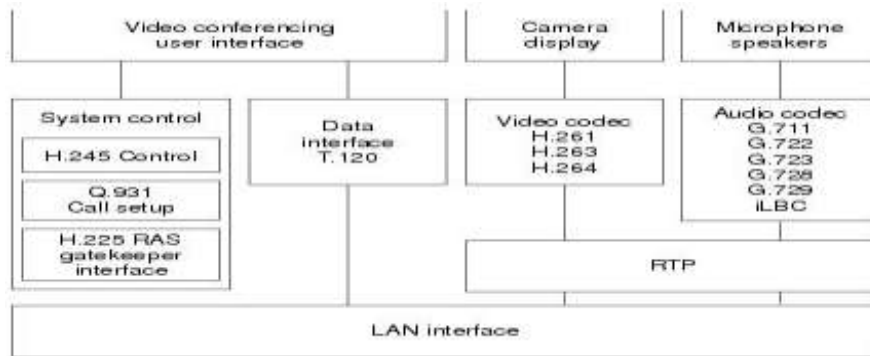 Video conferencing
user interface
Camera
display
Microphone
speakers
System control
H.245 Control
Q.931
Call setup
H.225 RAS
gatekeeper
interface
Data
interface
T.120
Video codec
H.261
H.263
H.264
Audio codec
G.711
G.722
G.723
G.728
G.729
iLBC
RTP
LAN interface